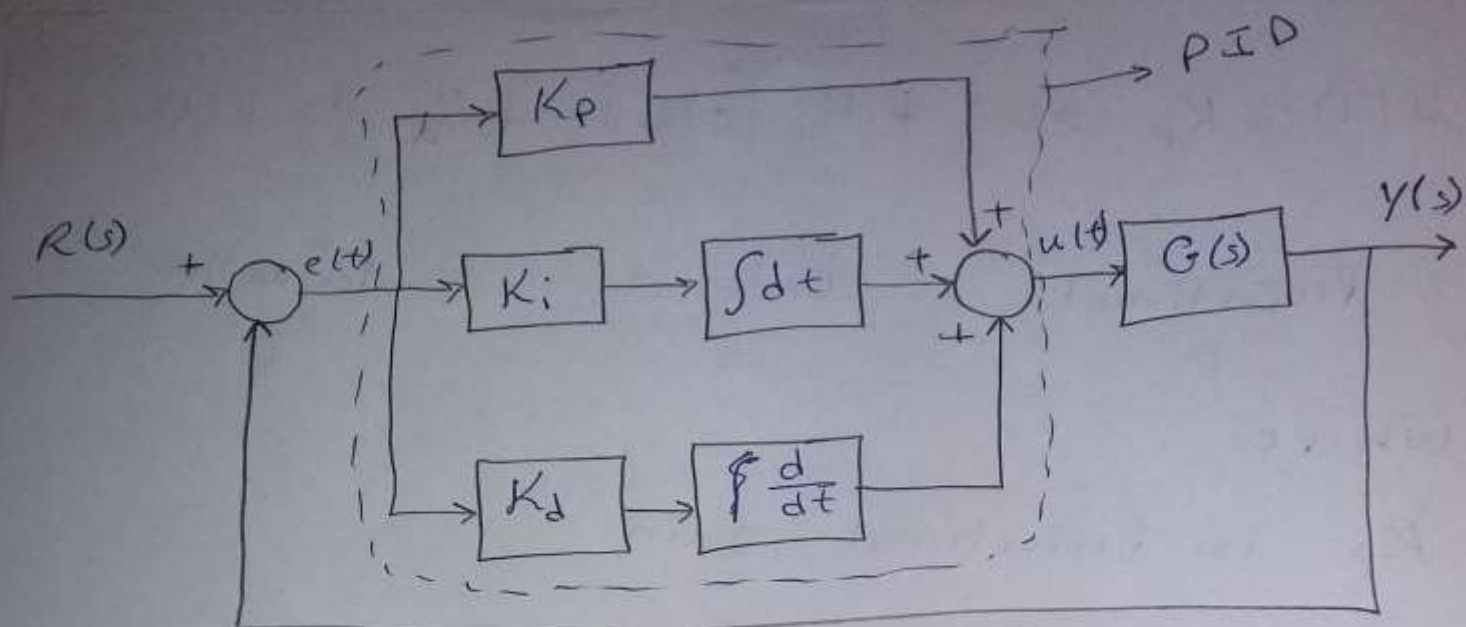 PID
Kp
R(s)
+
e(t)
Ki
∫dt
+
+
+
u(t)
G(s)
Y(s)
Kd
d/dt